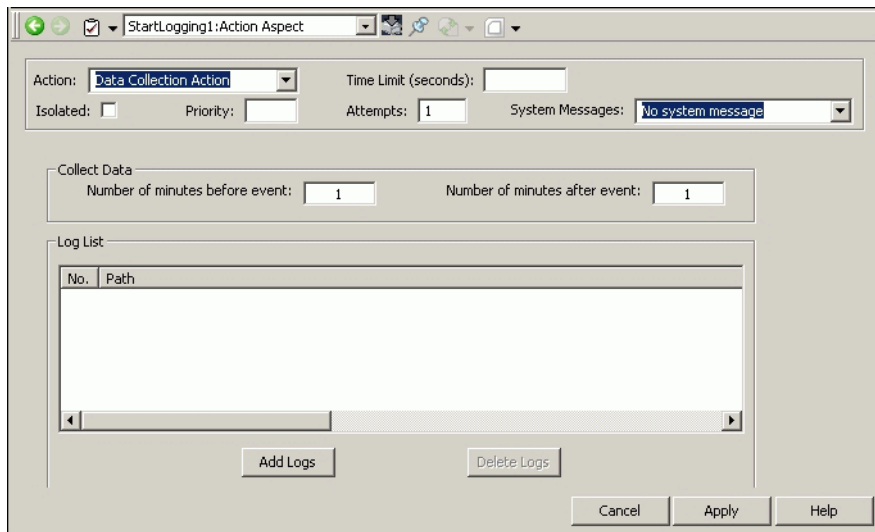 StartLogging1:Action Aspect
Action: Data Collection Action Time Limit (seconds):
Isolated: Priority: Attempts: 1 System Messages: No system message
Collect Data
Number of minutes before event: 1 Number of minutes after event: 1
Log List
No. Path
Add Logs Delete Logs
Cancel Apply Help